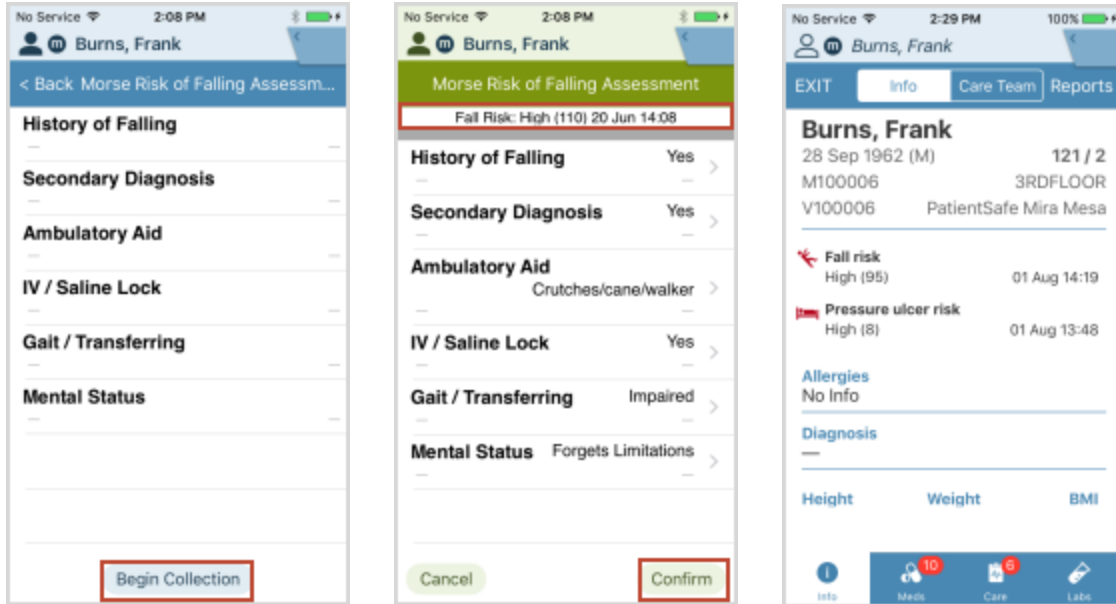 No Service 2:08 PM
m Burns, Frank
< Back Morse Risk of Falling Assessm...
History of Falling
—
—
Secondary Diagnosis
—
—
Ambulatory Aid
—
—
IV / Saline Lock
—
—
Gait / Transferring
—
—
Mental Status
—
—
Begin Collection
No Service 2:08 PM
m Burns, Frank
Morse Risk of Falling Assessment
Fall Risk: High (110) 20 Jun 14:08
History of Falling Yes
—
—
Secondary Diagnosis Yes
—
—
Ambulatory Aid
Crutches/cane/walker
—
—
IV / Saline Lock Yes
—
—
Gait / Transferring Impaired
—
—
Mental Status Forgets Limitations
—
—
Cancel Confirm
No Service 2:29 PM 100%
m Burns, Frank
EXIT Info Care Team Reports
Burns, Frank
28 Sep 1962 (M) 121 / 2
M100006 3RDFLOOR
V100006 PatientSafe Mira Mesa
Fall risk
High (95) 01 Aug 14:19
Pressure ulcer risk
High (8) 01 Aug 13:48
Allergies
No Info
Diagnosis
—
Height Weight BMI
10 6
Info Meds Care Labs